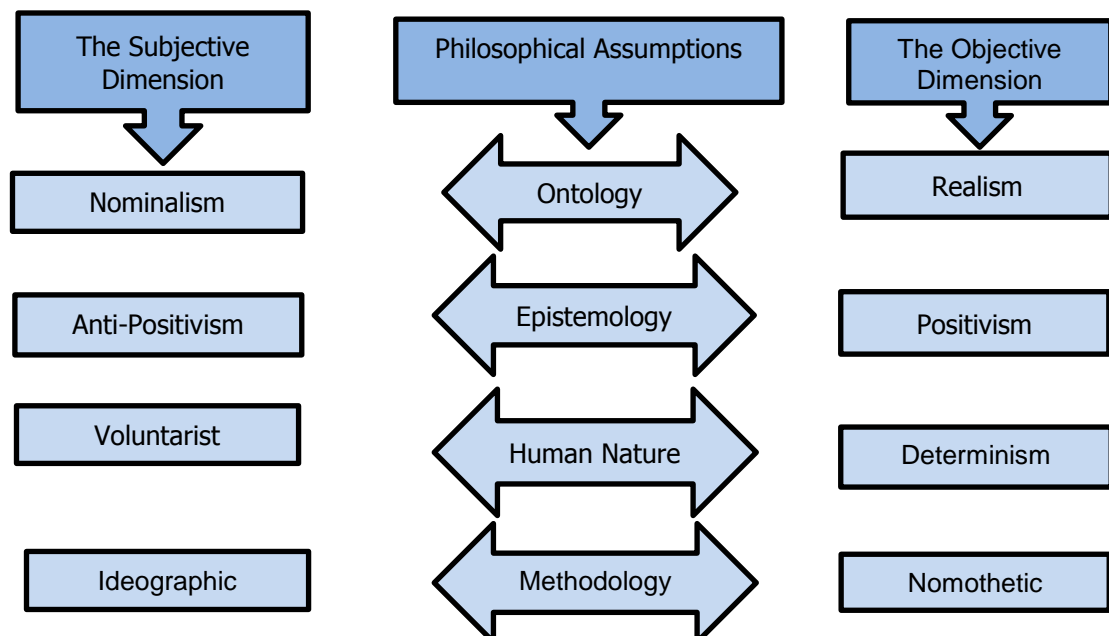 The Subjective
Dimension
Philosophical Assumptions
The Objective
Dimension
Nominalism
Ontology
Realism
Anti-Positivism
Epistemology
Positivism
Voluntarist
Human Nature
Determinism
Ideographic
Methodology
Nomothetic